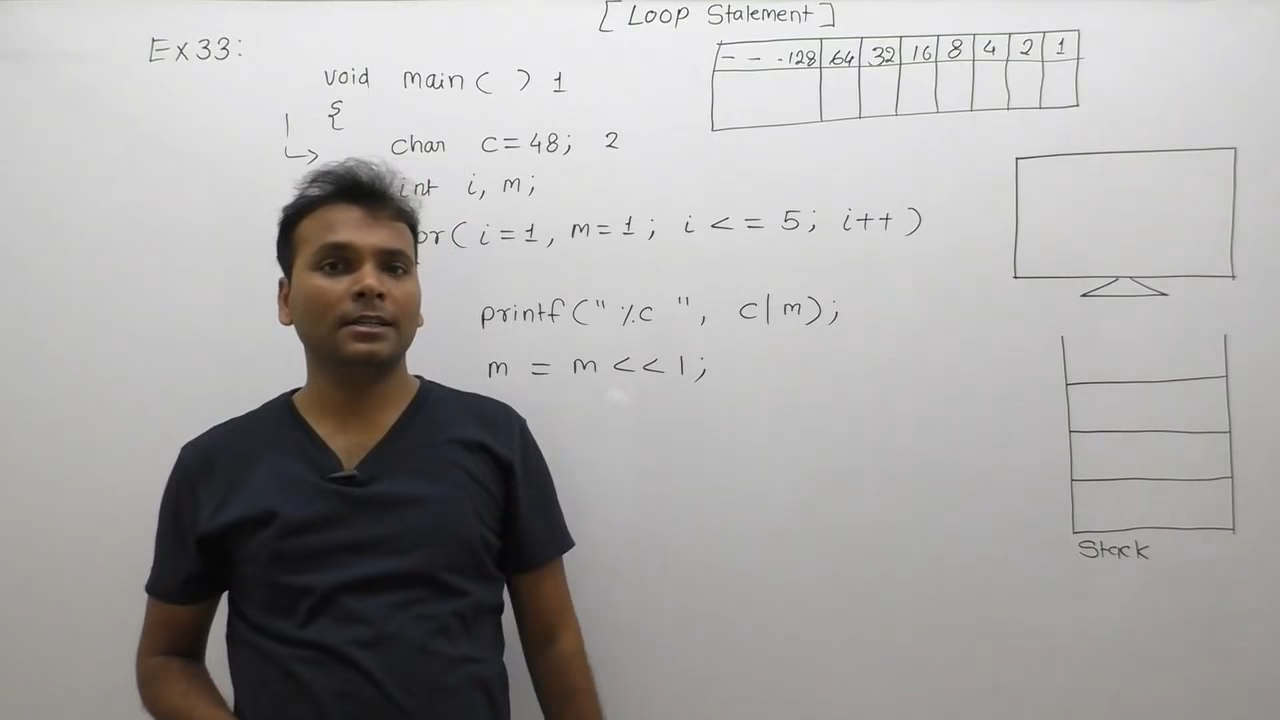 [Loop Statement]
Ex33:
- - -128 64 32 16 8 4 2 1
void main( ) 1
{
char c=48; 2
int i, m;
or( i=1, m=1; i <= 5; i++ )
printf("%c ", c|m);
m = m << 1;
Stack